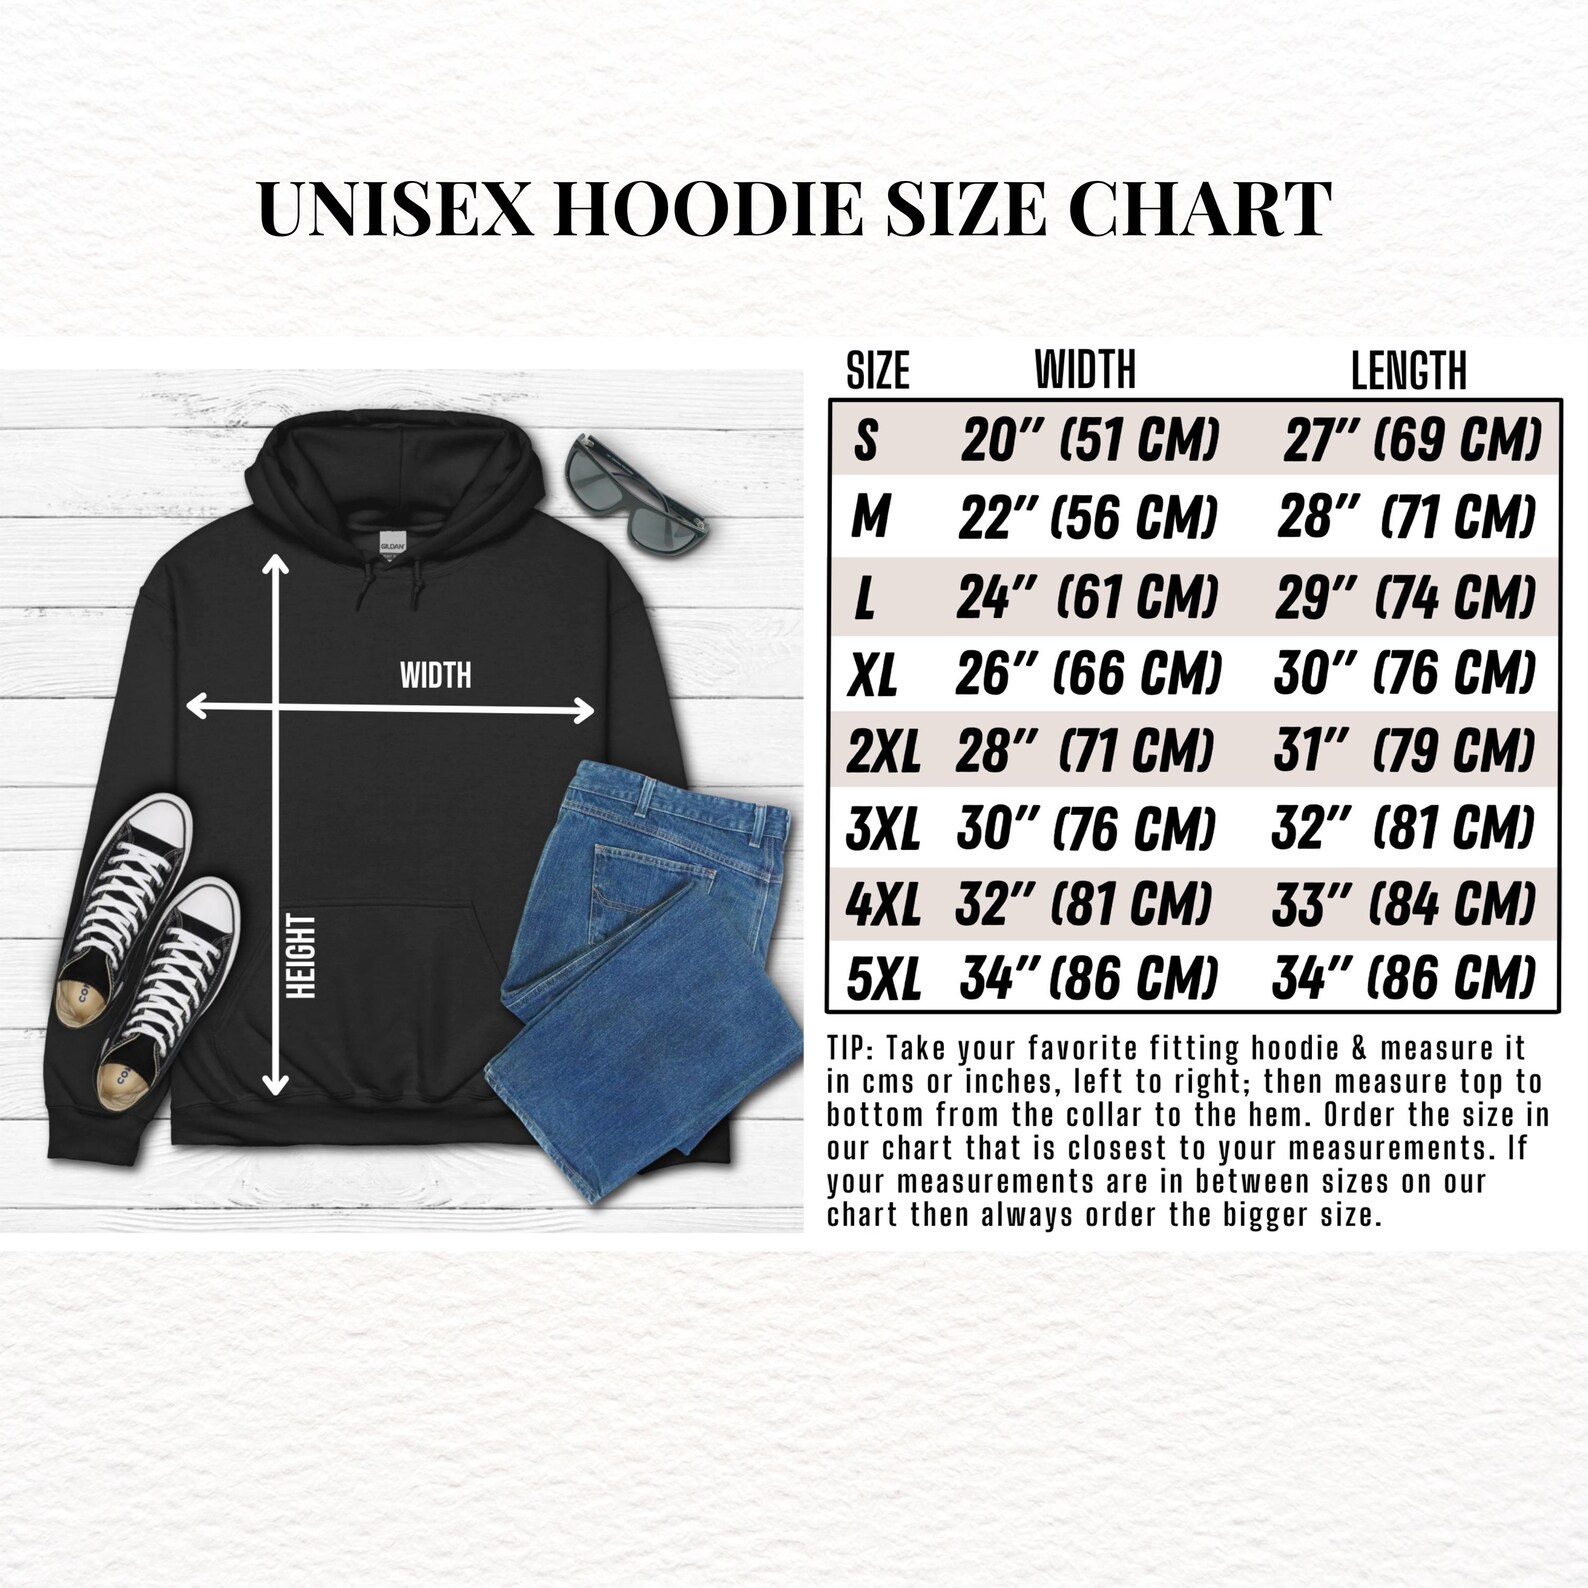 UNISEX HOODIE SIZE CHART
SIZE WIDTH LENGTH
S 20" (51 CM) 27" (69 CM)
M 22" (56 CM) 28" (71 CM)
L 24" (61 CM) 29" (74 CM)
XL 26" (66 CM) 30" (76 CM)
2XL 28" (71 CM) 31" (79 CM)
3XL 30" (76 CM) 32" (81 CM)
4XL 32" (81 CM) 33" (84 CM)
5XL 34" (86 CM) 34" (86 CM)
TIP: Take your favorite fitting hoodie & measure it
in cms or inches, left to right; then measure top to
bottom from the collar to the hem. Order the size in
our chart that is closest to your measurements. If
your measurements are in between sizes on our
chart then always order the bigger size.
GILDAN
WIDTH
HEIGHT